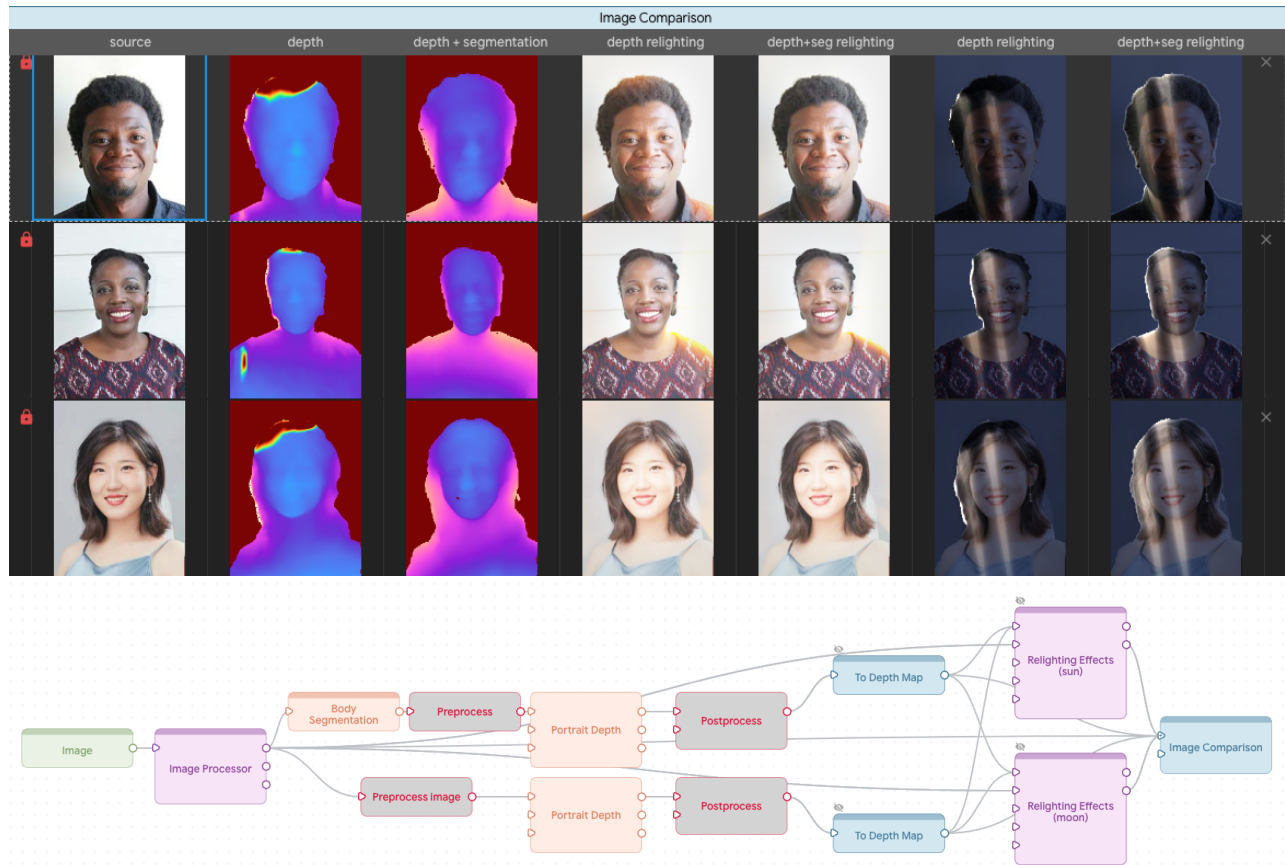 Image Comparison
source
depth
depth + segmentation
depth relighting
depth+seg relighting
depth relighting
depth+seg relighting
Image
Image Processor
Body
Segmentation
Preprocess
Portrait Depth
Postprocess
To Depth Map
Relighting Effects
(sun)
Image Comparison
Preprocess Image
Portrait Depth
Postprocess
To Depth Map
Relighting Effects
(moon)